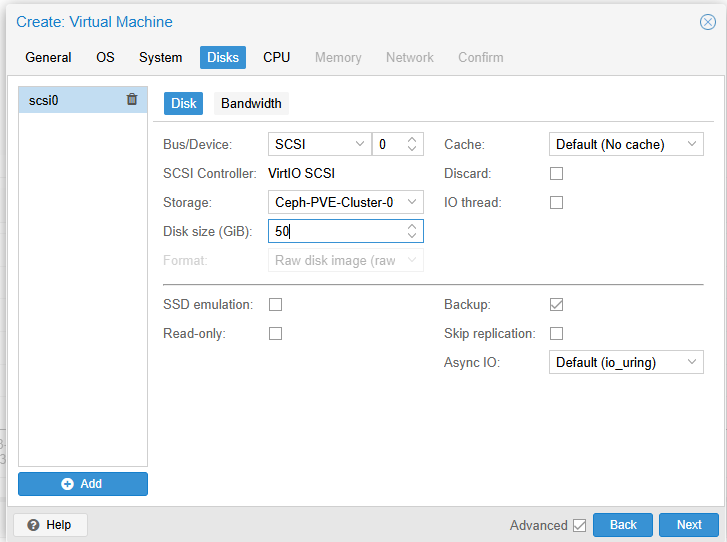 Create: Virtual Machine
General OS System Disks CPU Memory Network Confirm
scsi0
Disk Bandwidth
Bus/Device: SCSI 0 Cache: Default (No cache)
SCSI Controller: VirtIO SCSI Discard:
Storage: Ceph-PVE-Cluster-0 IO thread:
Disk size (GiB): 50
Format: Raw disk image (raw
SSD emulation: Backup:
Read-only: Skip replication:
Async IO: Default (io_uring)
Add
Help Advanced Back Next